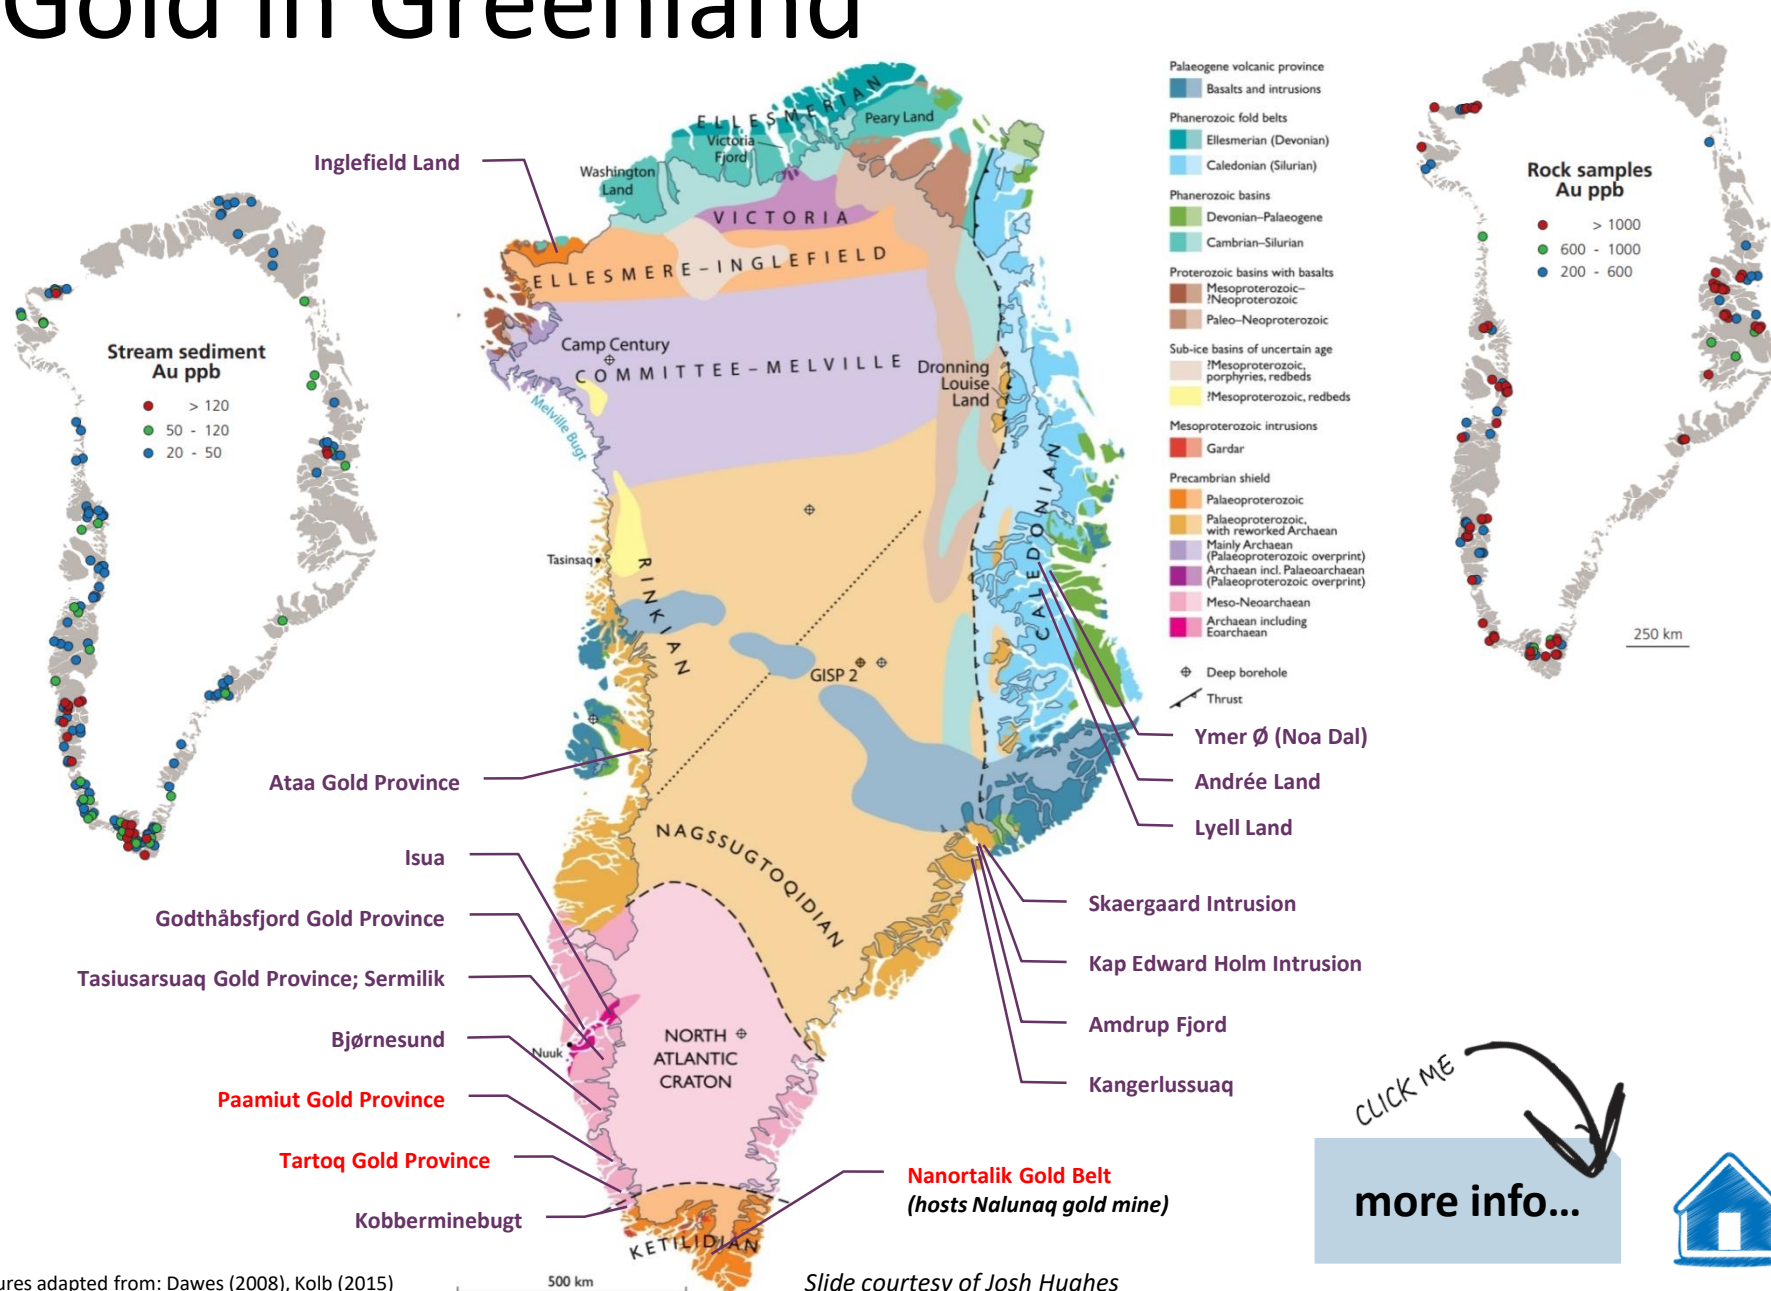 Gold in Greenland
Inglefield Land
Stream sediment
Au ppb
> 120
50 - 120
20 - 50
ELLESMERIAN
Peary Land
Victoria
Fjord
Washington
Land
VICTORIA
ELLESMERE–INGLEFIELD
Camp Century
COMMITTEE–MELVILLE
Melville Bugt
Dronning
Louise
Land
CALEDONIAN
Tasinsaq
RINKIAN
GISP 2
NAGSSUGTOQIDIAN
NORTH
ATLANTIC
CRATON
Nuuk
KETILIDIAN
500 km
Palaeogene volcanic province
Basalts and intrusions
Phanerozoic fold belts
Ellesmerian (Devonian)
Caledonian (Silurian)
Phanerozoic basins
Devonian–Palaeogene
Cambrian–Silurian
Proterozoic basins with basalts
Mesoproterozoic–
?Neoproterozoic
Paleo–Neoproterozoic
Sub-ice basins of uncertain age
?Mesoproterozoic,
porphyries, redbeds
?Mesoproterozoic, redbeds
Mesoproterozoic intrusions
Gardar
Precambrian shield
Palaeoproterozoic
Palaeoproterozoic,
with reworked Archaean
Mainly Archaean
(Palaeoproterozoic overprint)
Archaean incl. Palaeoarchaean
(Palaeoproterozoic overprint)
Meso-Neoarchaean
Archaean including
Eoarchaean
Deep borehole
Thrust
Rock samples
Au ppb
> 1000
600 - 1000
200 - 600
250 km
Ataa Gold Province
Isua
Godthåbsfjord Gold Province
Tasiusarsuaq Gold Province; Sermilik
Bjørnesund
Paamiut Gold Province
Tartoq Gold Province
Kobberminebugt
Ymer Ø (Noa Dal)
Andrée Land
Lyell Land
Skaergaard Intrusion
Kap Edward Holm Intrusion
Amdrup Fjord
Kangerlussuaq
Nanortalik Gold Belt
(hosts Nalunaq gold mine)
CLICK ME
more info...
ures adapted from: Dawes (2008), Kolb (2015)
Slide courtesy of Josh Hughes